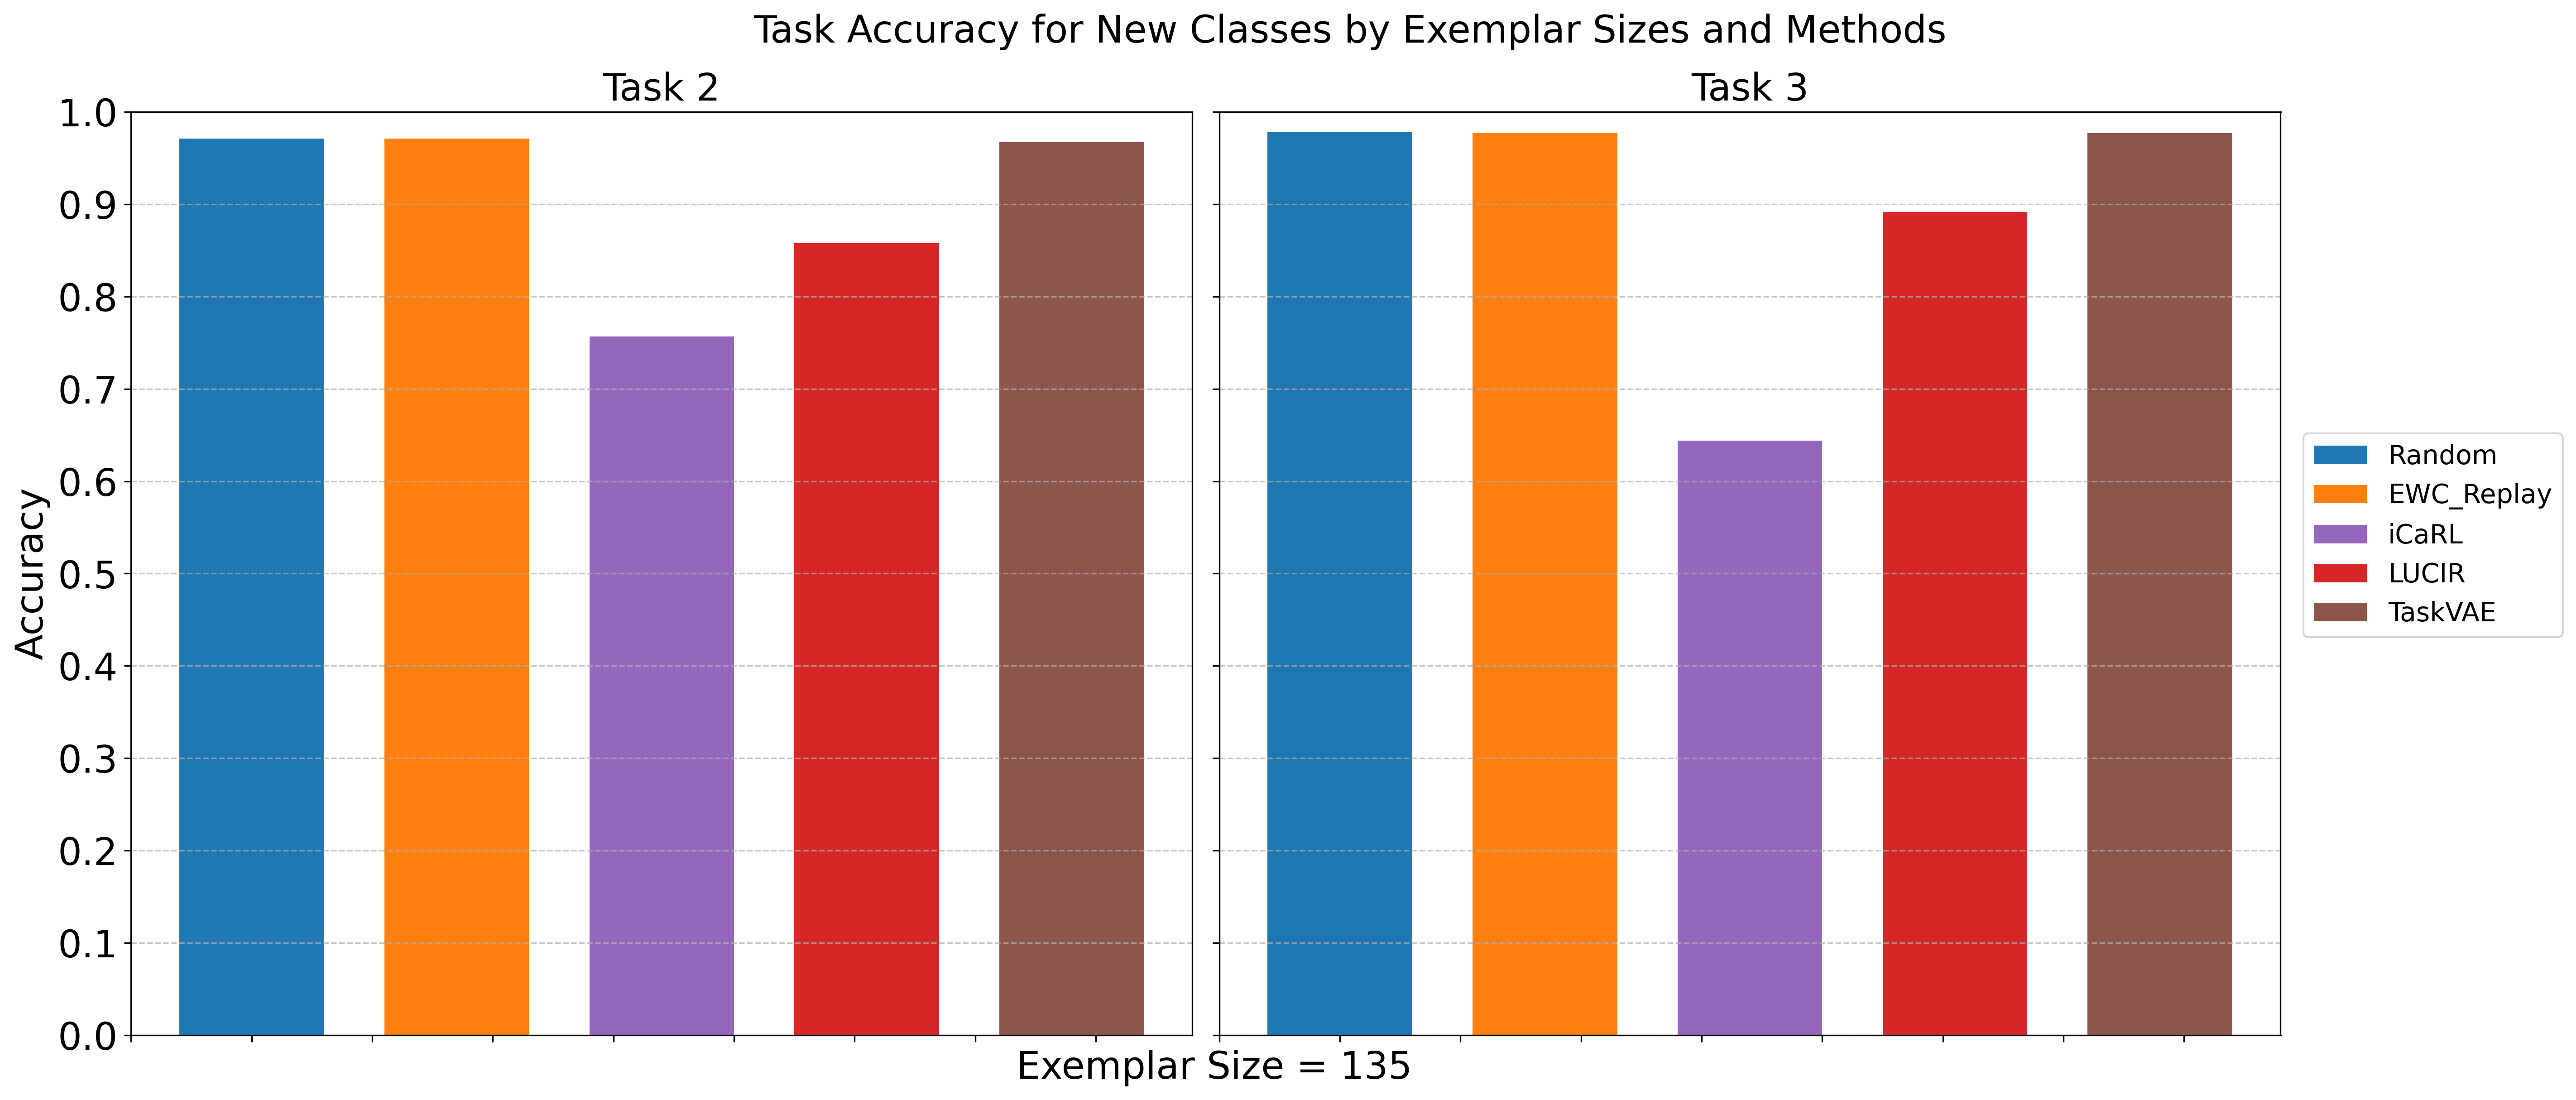 Task Accuracy for New Classes by Exemplar Sizes and Methods
Task 2
Task 3
Accuracy
1.0
0.9
0.8
0.7
0.6
0.5
0.4
0.3
0.2
0.1
0.0
Exemplar Size = 135
Random
EWC_Replay
iCaRL
LUCIR
TaskVAE